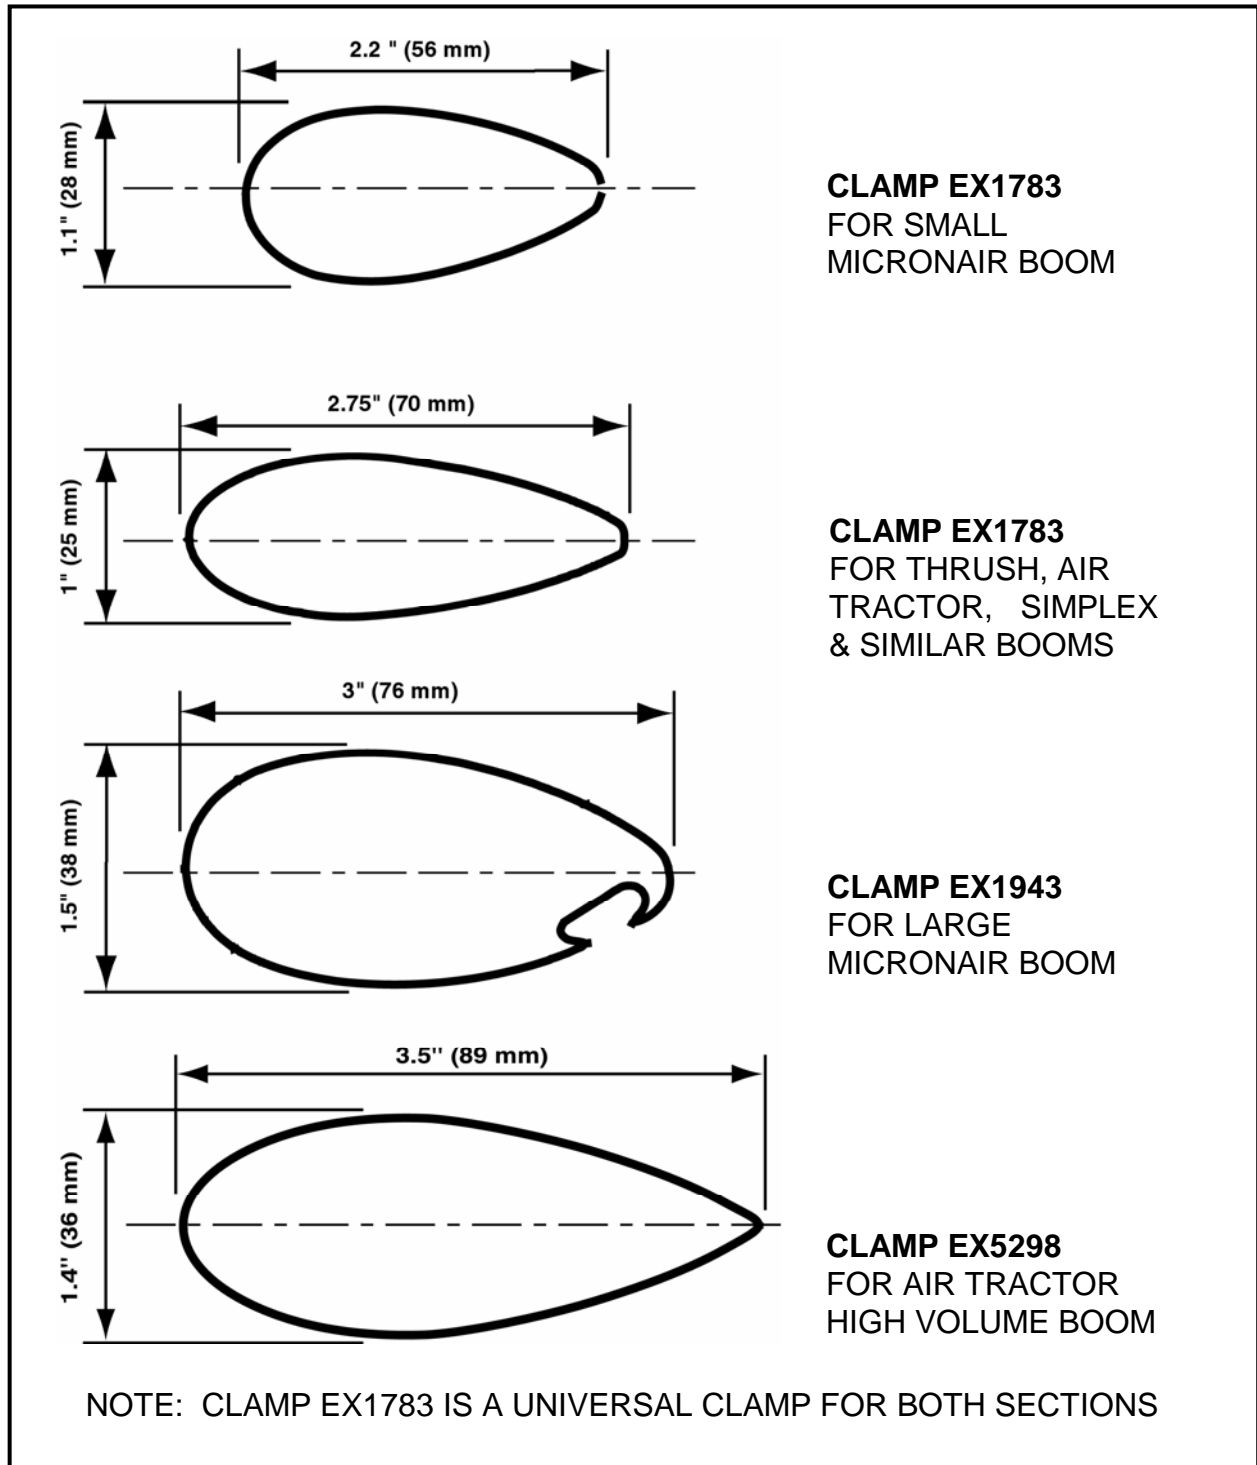 2.2 " (56 mm)
1.1" (28 mm)
CLAMP EX1783
FOR SMALL
MICRONAIR BOOM
2.75" (70 mm)
1" (25 mm)
CLAMP EX1783
FOR THRUSH, AIR
TRACTOR, SIMPLEX
& SIMILAR BOOMS
3" (76 mm)
1.5" (38 mm)
CLAMP EX1943
FOR LARGE
MICRONAIR BOOM
3.5'' (89 mm)
1.4'' (36 mm)
CLAMP EX5298
FOR AIR TRACTOR
HIGH VOLUME BOOM
NOTE: CLAMP EX1783 IS A UNIVERSAL CLAMP FOR BOTH SECTIONS